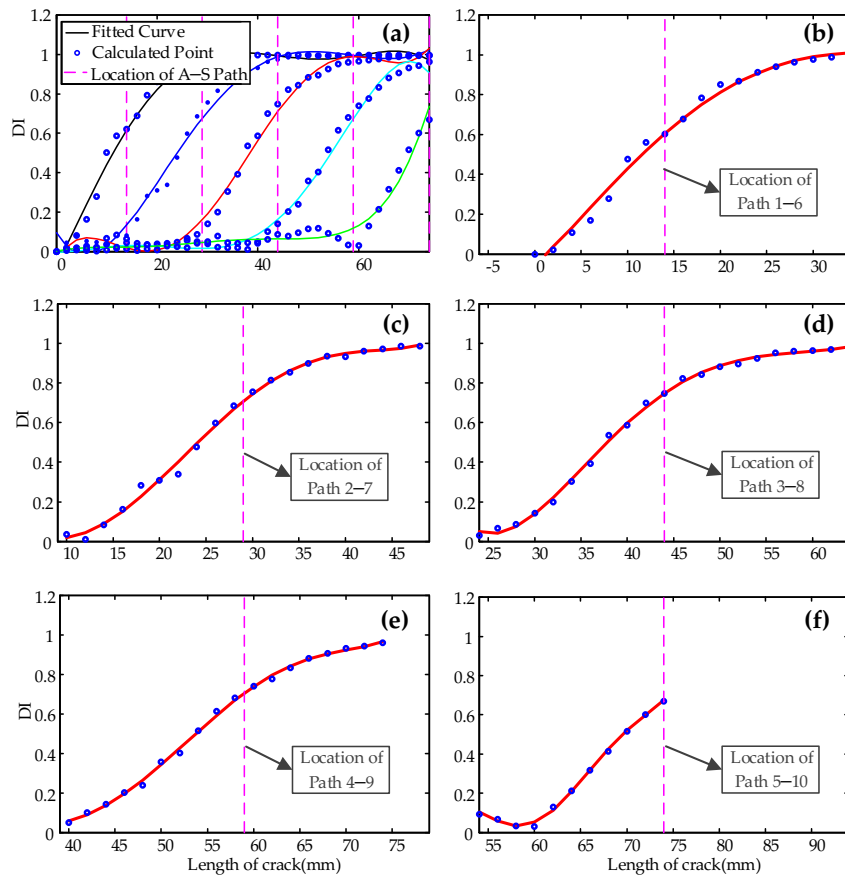 (a)
Fitted Curve
Calculated Point
Location of A–S Path
DI
1.2
1
0.8
0.6
0.4
0.2
0
0 20 40 60
(b)
Location of
Path 1–6
1.2
1
0.8
0.6
0.4
0.2
0
-5 5 10 15 20 25 30
(c)
Location of
Path 2–7
DI
1.2
1
0.8
0.6
0.4
0.2
0
10 15 20 25 30 35 40 45
(d)
Location of
Path 3–8
1.2
1
0.8
0.6
0.4
0.2
0
25 30 35 40 45 50 55 60
(e)
Location of
Path 4–9
DI
1.2
1
0.8
0.6
0.4
0.2
0
40 45 50 55 60 65 70 75
Length of crack(mm)
(f)
Location of
Path 5–10
1.2
1
0.8
0.6
0.4
0.2
0
55 60 65 70 75 80 85 90
Length of crack(mm)